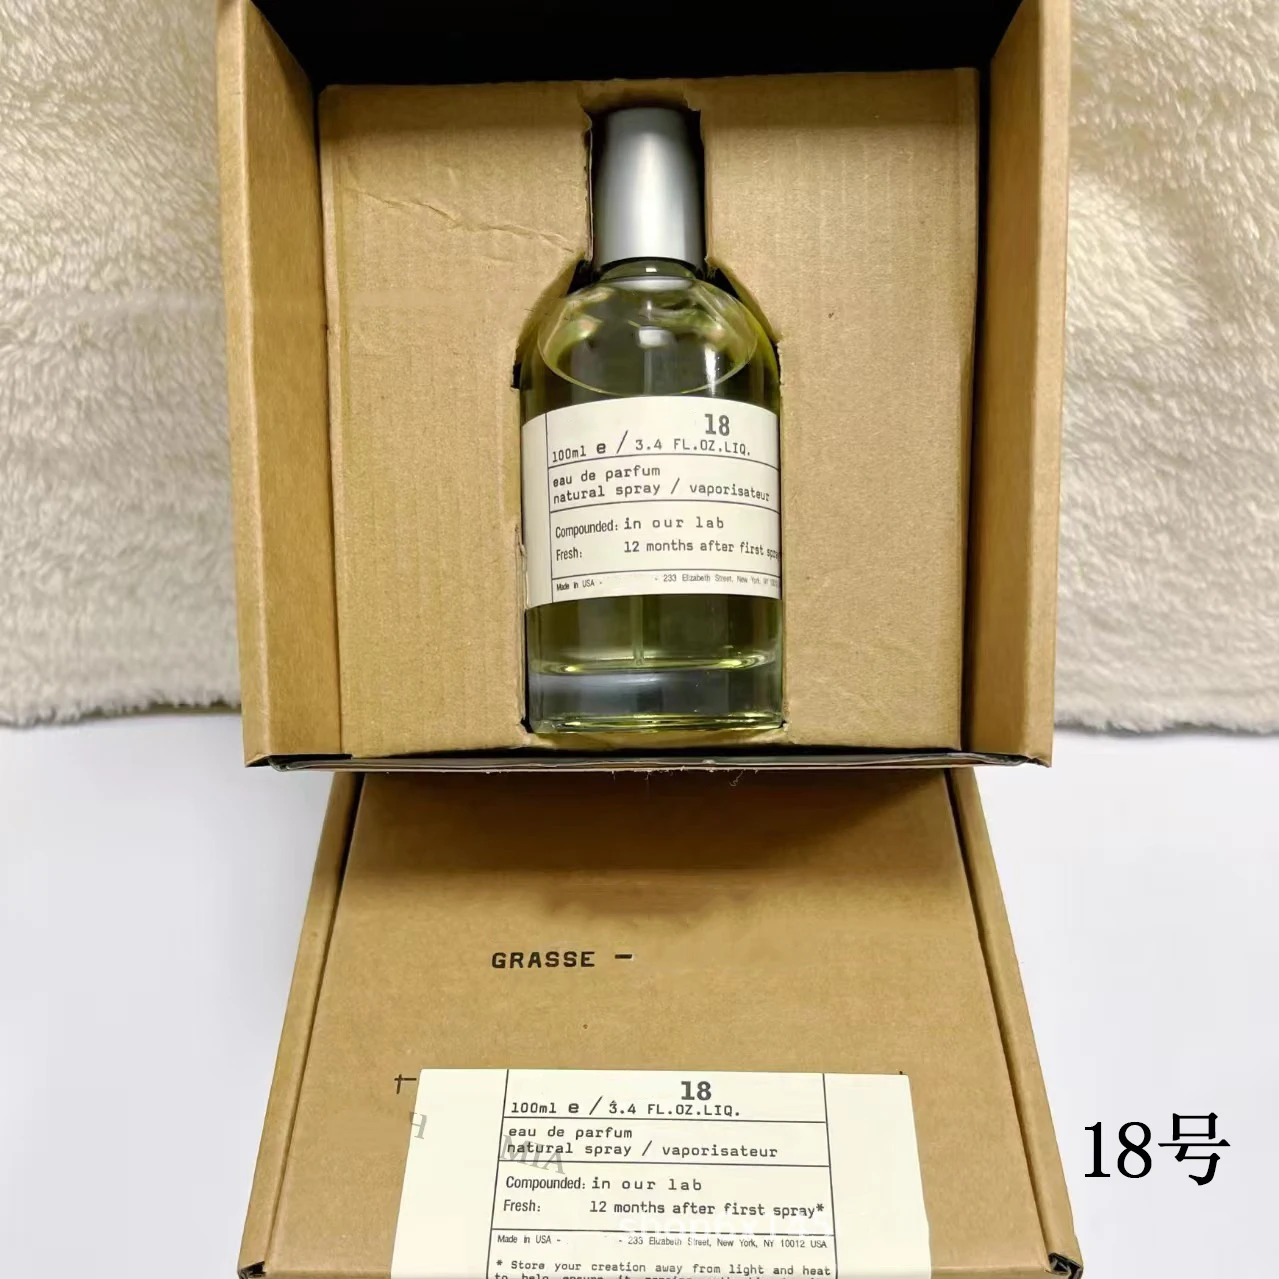 18
100ml e / 3.4 FL.OZ.LIQ.
eau de parfum
natural spray / vaporisateur
Compounded: in our lab
Fresh: 12 months after first
Made in USA - - 233 Elizabeth Street, New York, NY
GRASSE -
18
100ml e / 3.4 FL.OZ.LIQ.
eau de parfum
natural spray / vaporisateur
MIA
Compounded: in our lab
Fresh: 12 months after first spray*
Made in USA - - 233 Elizabeth Street, New York, NY 10012 USA
* Store your creation away from light and heat
18号